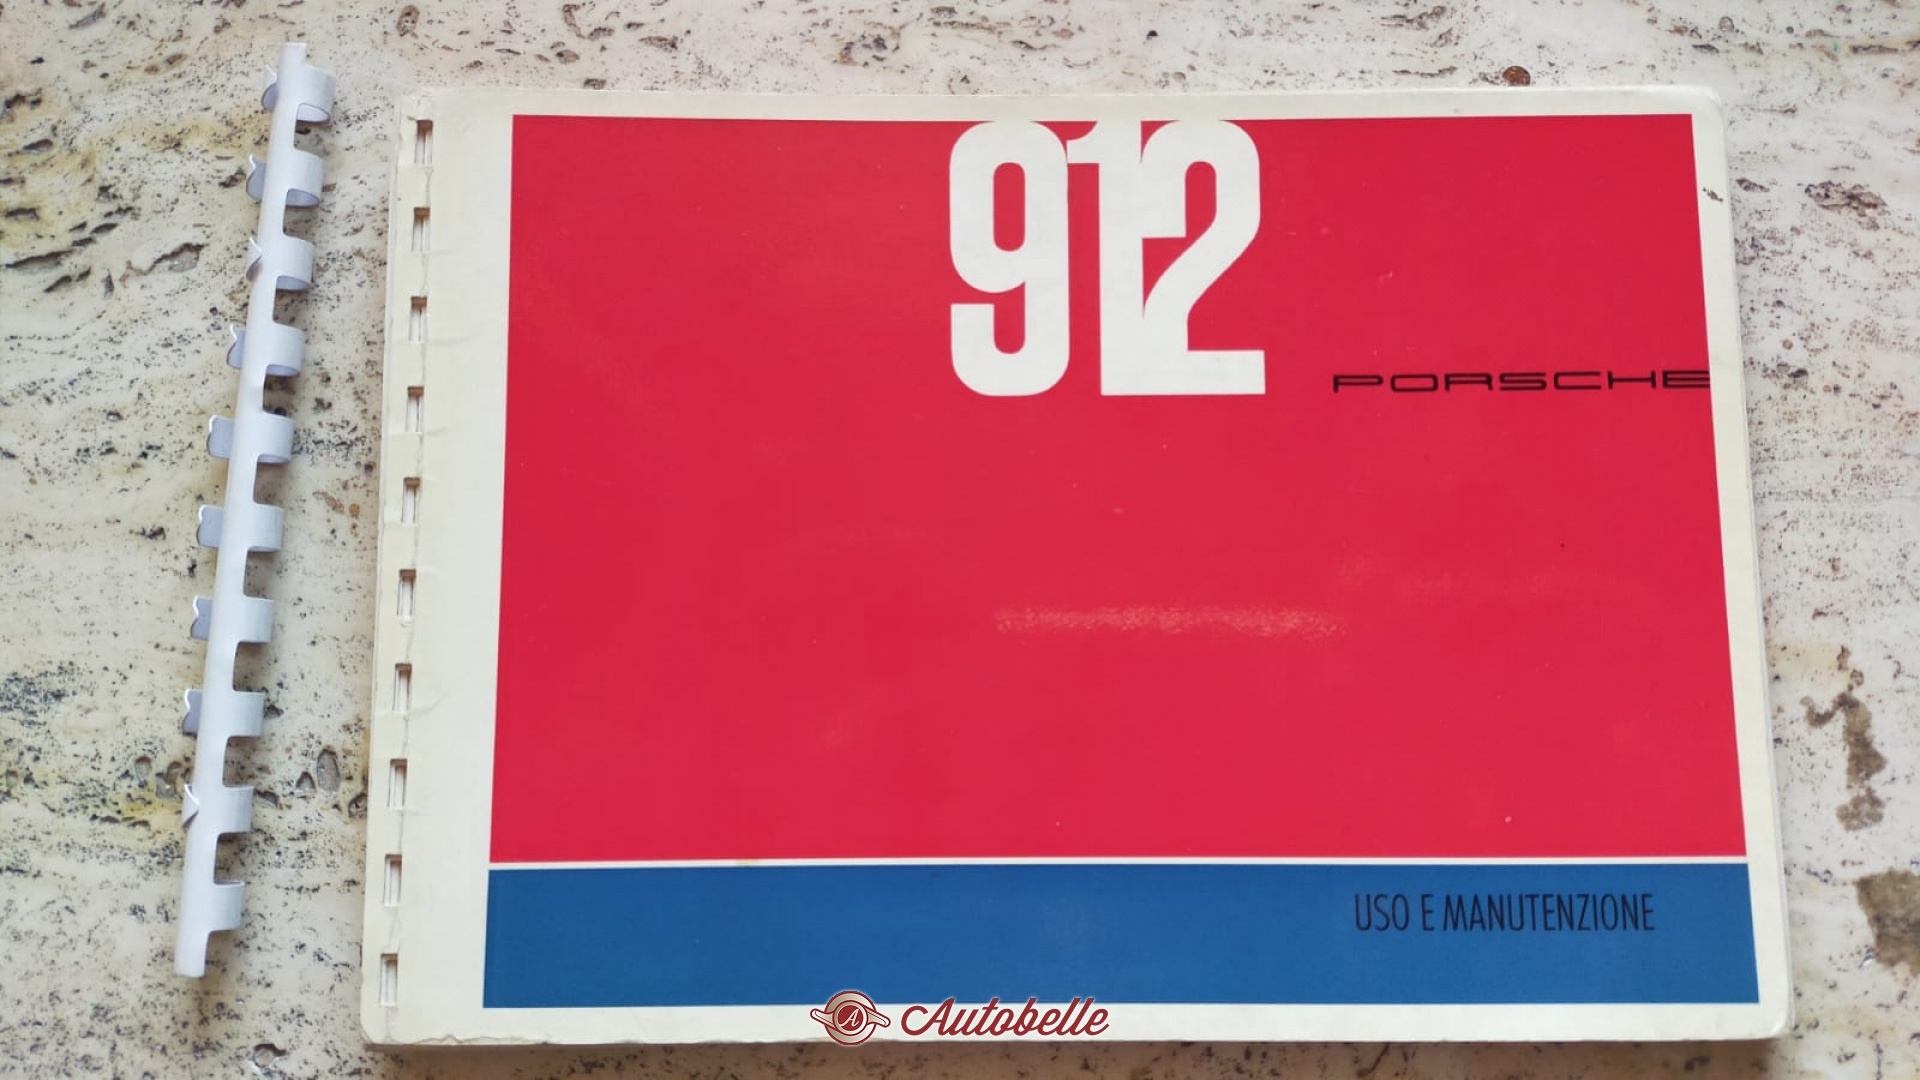 912
PORSCHE
USO E MANUTENZIONE
A Autobelle